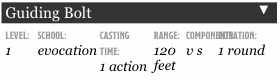 Guiding Bolt ▼
LEVEL: SCHOOL: CASTING TIME: RANGE: COMPONENTS: DURATION:
1 evocation 1 action 120 feet v s 1 round